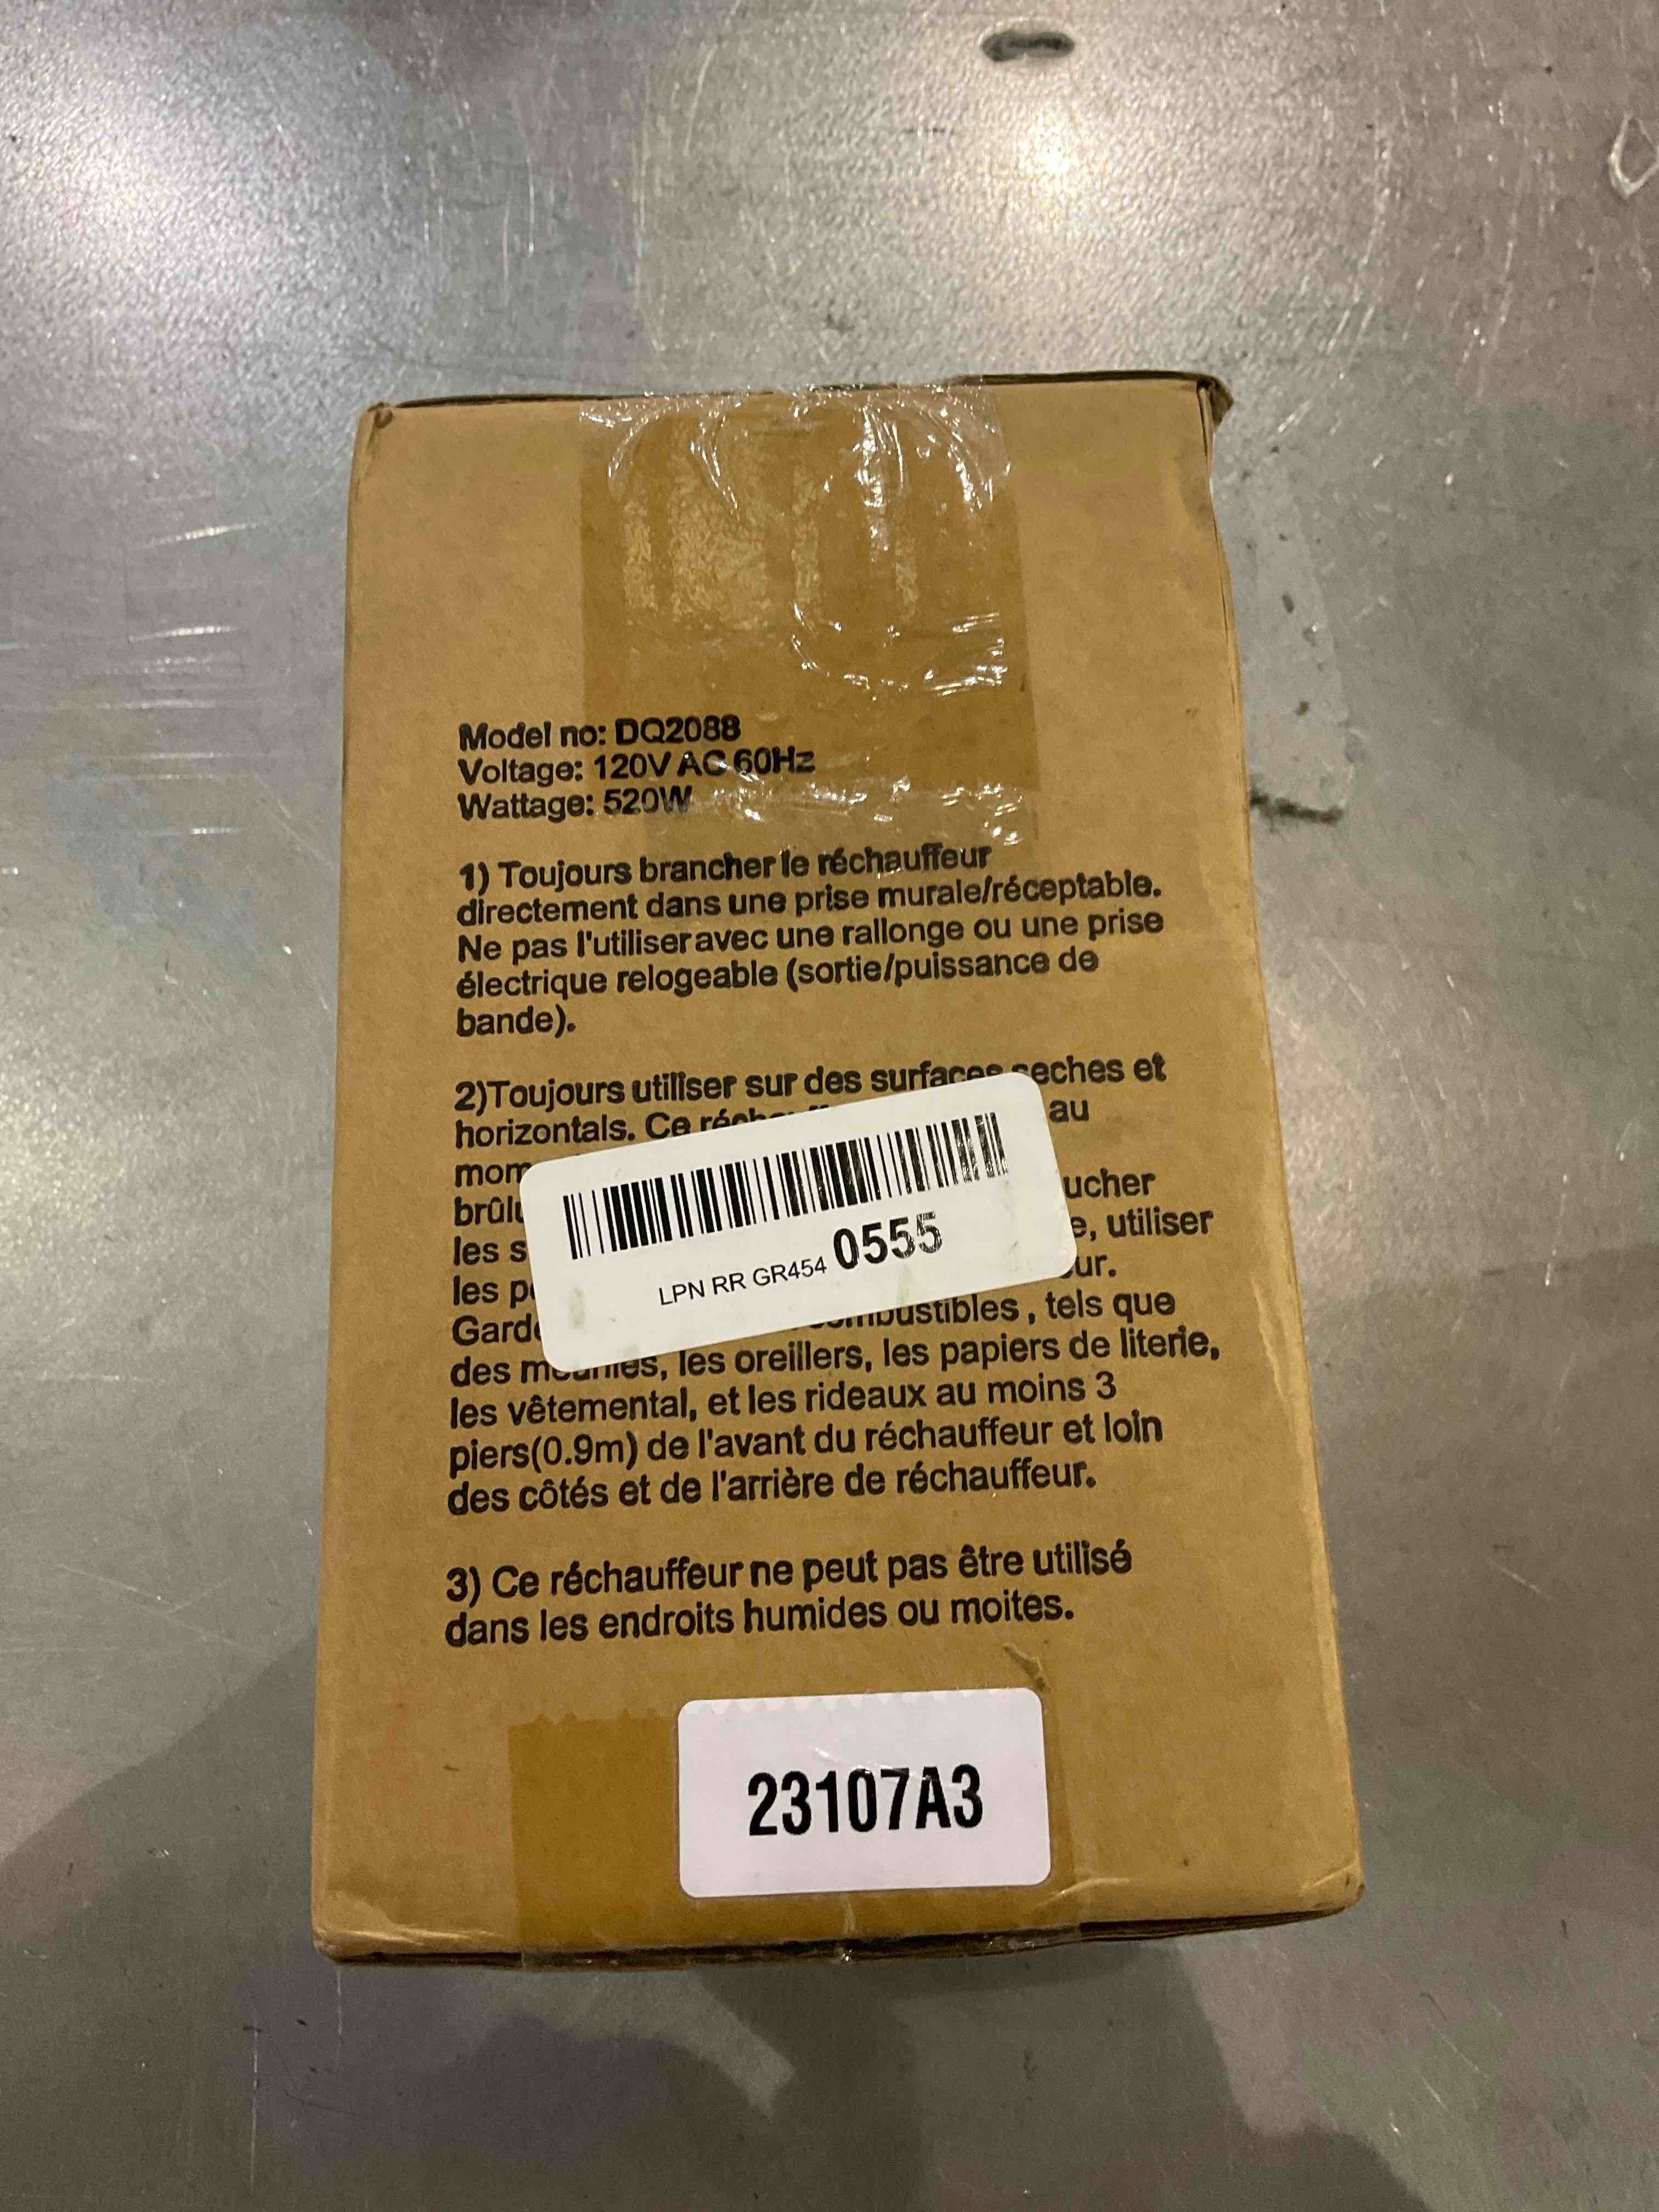 Model no: DQ2088
Voltage: 120V AC 60Hz
Wattage: 520W
1) Toujours brancher le réchauffeur
directement dans une prise murale/réceptable.
Ne pas l'utiliser avec une rallonge ou une prise
électrique relogeable (sortie/puissance de
bande).
2)Toujours utiliser sur des surfaces seches et
horizontals. Ce au
ucher
les e, utiliser
les ur.
tels que
des les oreillers, les papiers de literie,
les vêtemental, et les rideaux au moins 3
piers(0.9m) de l'avant du réchauffeur et loin
des côtés et de l'arrière de réchauffeur.
3) Ce réchauffeur ne peut pas être utilisé
dans les endroits humides ou moites.
LPN RR GR454 0555
23107A3